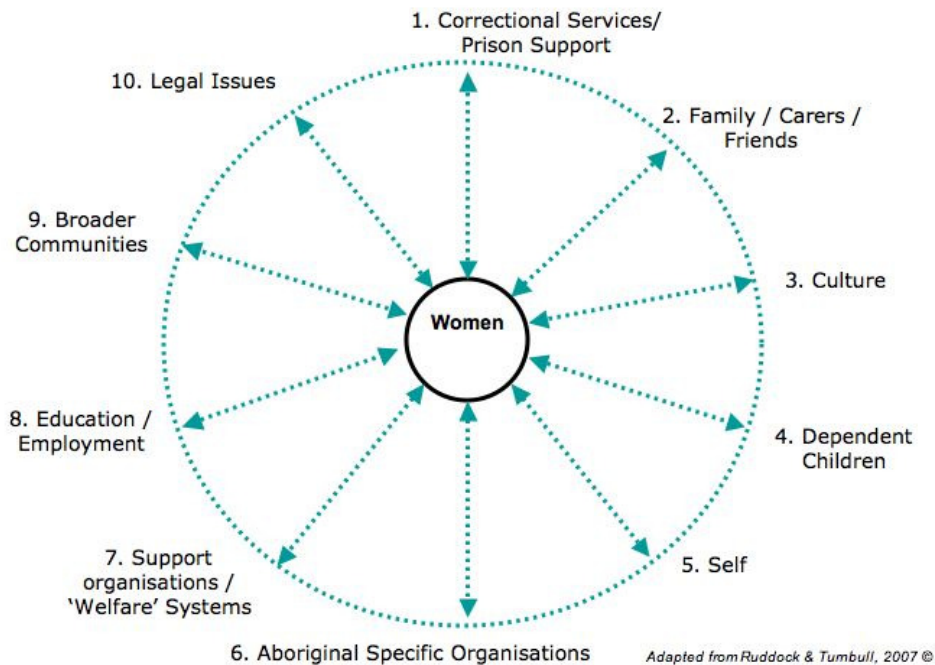 1. Correctional Services/
Prison Support
2. Family / Carers /
Friends
3. Culture
4. Dependent
Children
5. Self
6. Aboriginal Specific Organisations
7. Support
organisations /
‘Welfare’ Systems
8. Education /
Employment
9. Broader
Communities
10. Legal Issues
Women
Adapted from Ruddock & Turnbull, 2007 ©